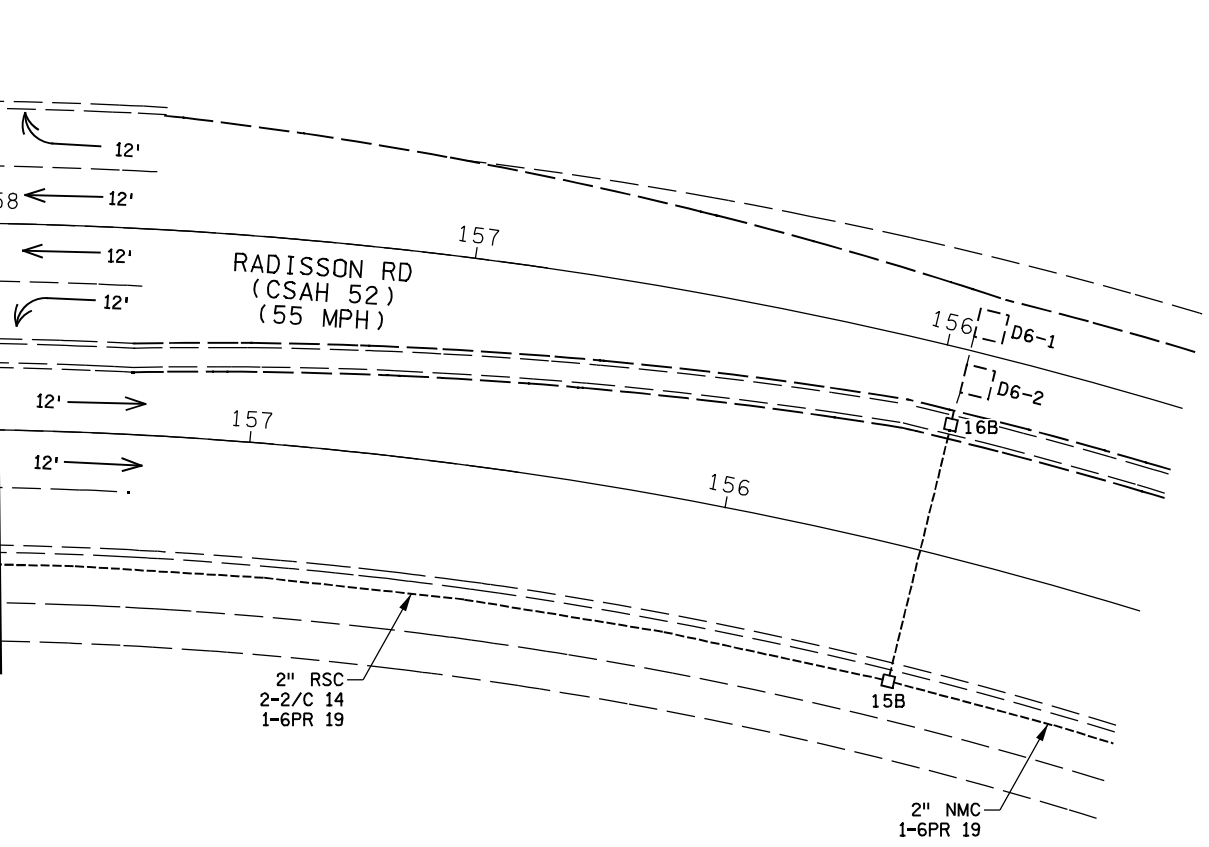 12'
58
12'
157
12'
RADISSON RD
(CSAH 52)
(55 MPH)
12'
156
D6-1
D6-2
12'
157
16B
12'
156
2" RSC
2-2/C 14
1-6PR 19
15B
2" NMC
1-6PR 19